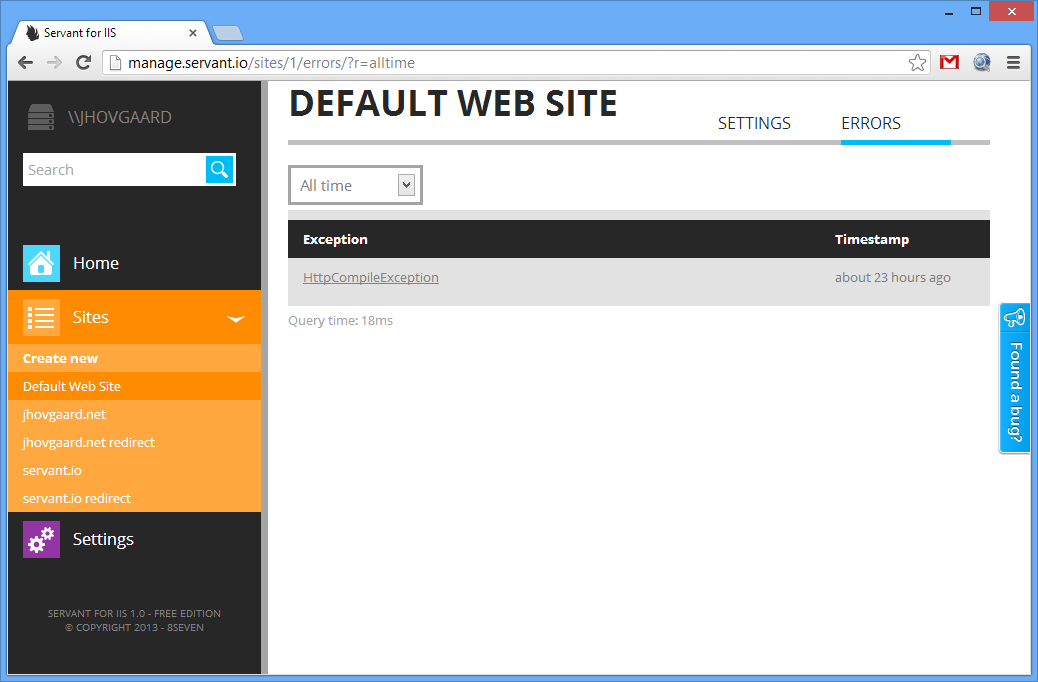 Servant for IIS
manage.servant.io/sites/1/errors/?r=alltime
\\JHOVGAARD
Search
Home
Sites
Create new
Default Web Site
jhovgaard.net
jhovgaard.net redirect
servant.io
servant.io redirect
Settings
SERVANT FOR IIS 1.0 - FREE EDITION
© COPYRIGHT 2013 - 8SEVEN
DEFAULT WEB SITE
SETTINGS ERRORS
All time
Exception Timestamp
HttpCompileException about 23 hours ago
Query time: 18ms
Found a bug?